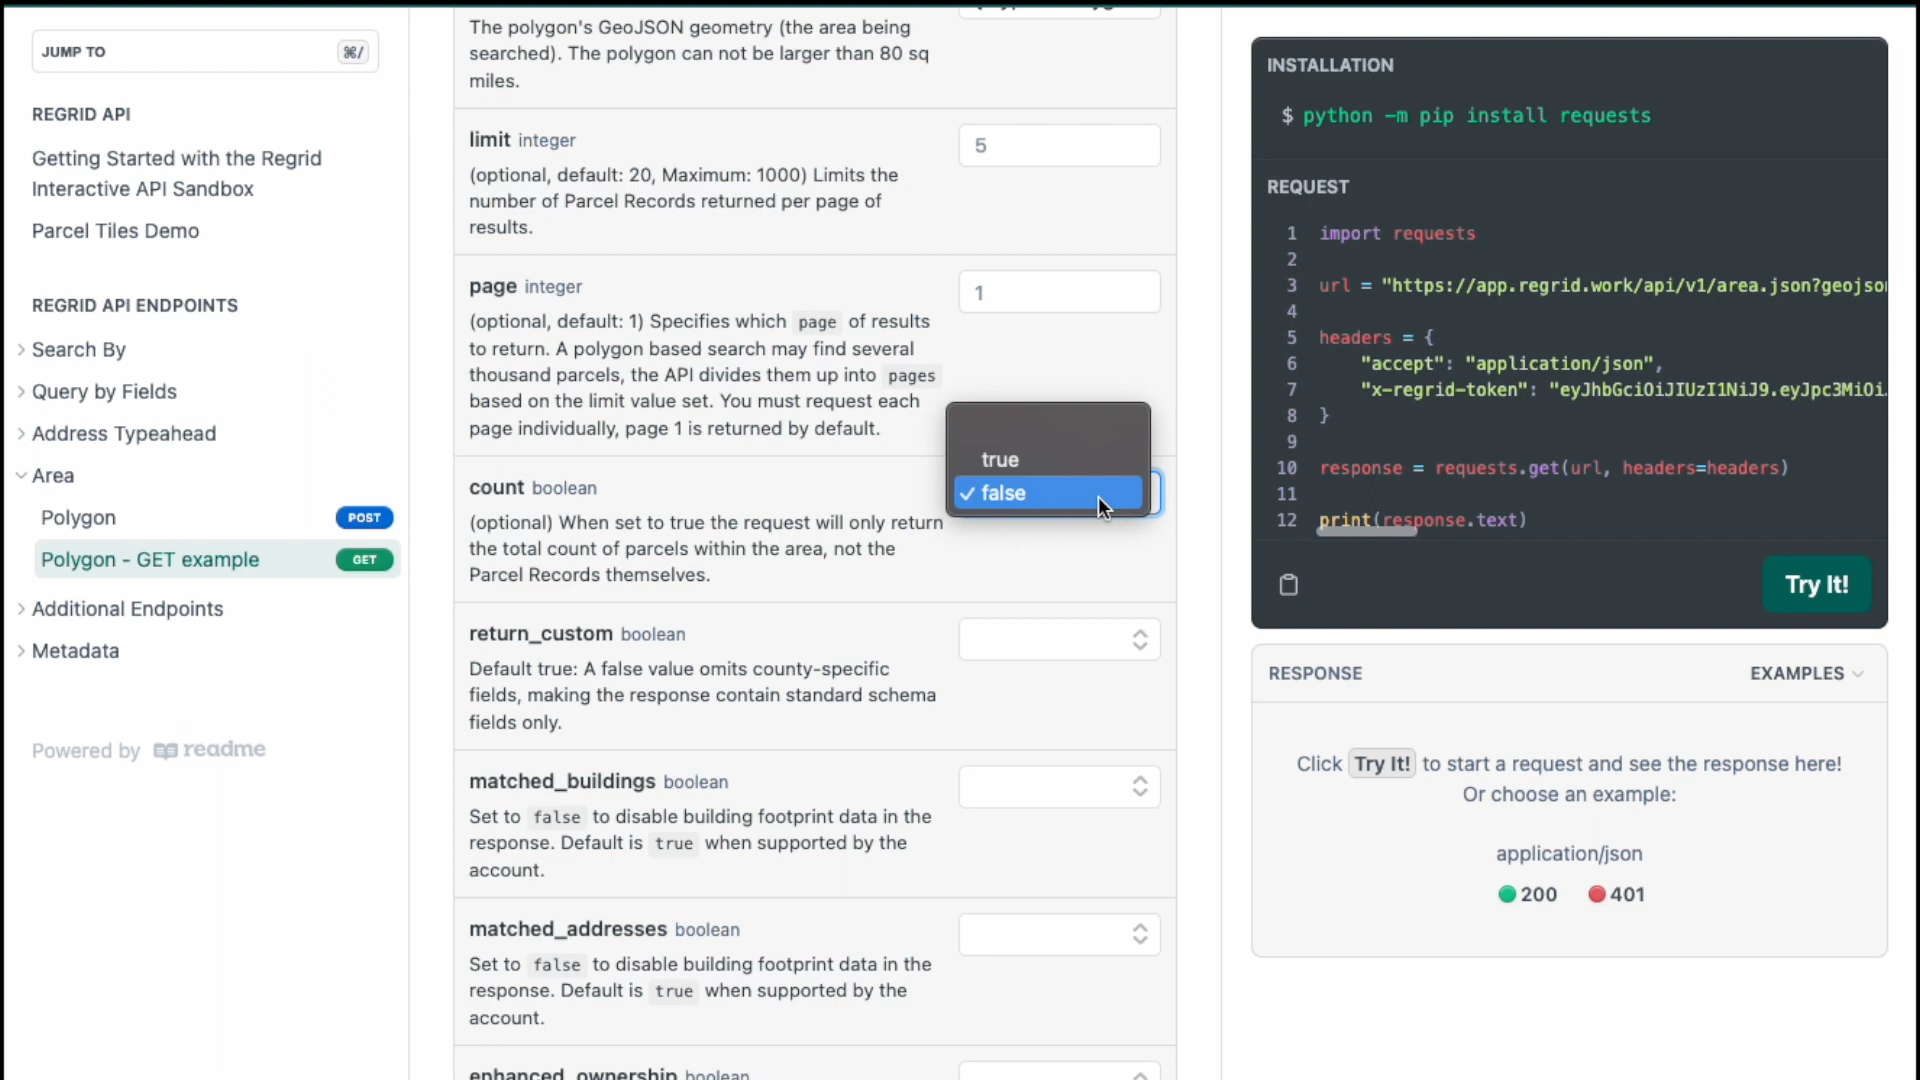 JUMP TO
⌘/
REGRID API
Getting Started with the Regrid
Interactive API Sandbox
Parcel Tiles Demo
REGRID API ENDPOINTS
Search By
Query by Fields
Address Typeahead
Area
Polygon POST
Polygon - GET example GET
Additional Endpoints
Metadata
Powered by readme
The polygon's GeoJSON geometry (the area being
searched). The polygon can not be larger than 80 sq
miles.
limit integer
5
(optional, default: 20, Maximum: 1000) Limits the
number of Parcel Records returned per page of
results.
page integer
1
(optional, default: 1) Specifies which page of results
to return. A polygon based search may find several
thousand parcels, the API divides them up into pages
based on the limit value set. You must request each
page individually, page 1 is returned by default.
true
✓ false
count boolean
(optional) When set to true the request will only return
the total count of parcels within the area, not the
Parcel Records themselves.
return_custom boolean
Default true: A false value omits county-specific
fields, making the response contain standard schema
fields only.
matched_buildings boolean
Set to false to disable building footprint data in the
response. Default is true when supported by the
account.
matched_addresses boolean
Set to false to disable building footprint data in the
response. Default is true when supported by the
account.
enhanced_ownership boolean
INSTALLATION
$ python -m pip install requests
REQUEST
1 import requests
2
3 url = "https://app.regrid.work/api/v1/area.json?geojson
4
5 headers = {
6 "accept": "application/json",
7 "x-regrid-token": "eyJhbGciOiJIUzI1NiJ9.eyJpc3MiOi
8 }
9
10 response = requests.get(url, headers=headers)
11
12 print(response.text)
Try It!
RESPONSE
EXAMPLES
Click Try It! to start a request and see the response here!
Or choose an example:
application/json
200 401